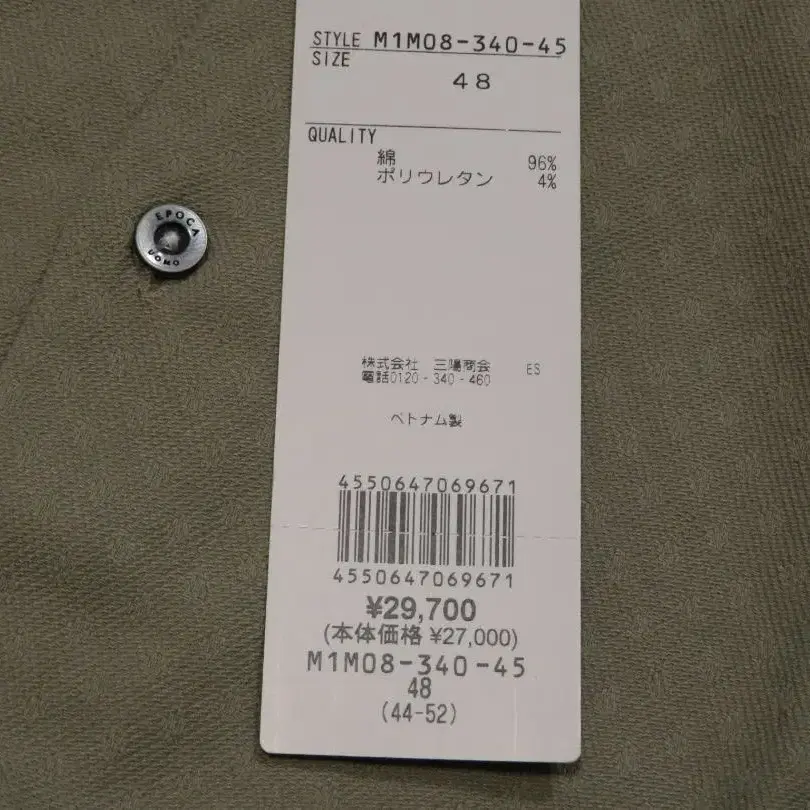 STYLE M1M08-340-45
SIZE
48
QUALITY
綿 96%
ポリウレタン 4%
EPOCA
UOMO
株式会社 三陽商会 ES
電話0120-340-460
ベトナム製
4550647069671
4550647069671
¥29,700
(本体価格 ¥27,000)
M1M08-340-45
48
(44-52)